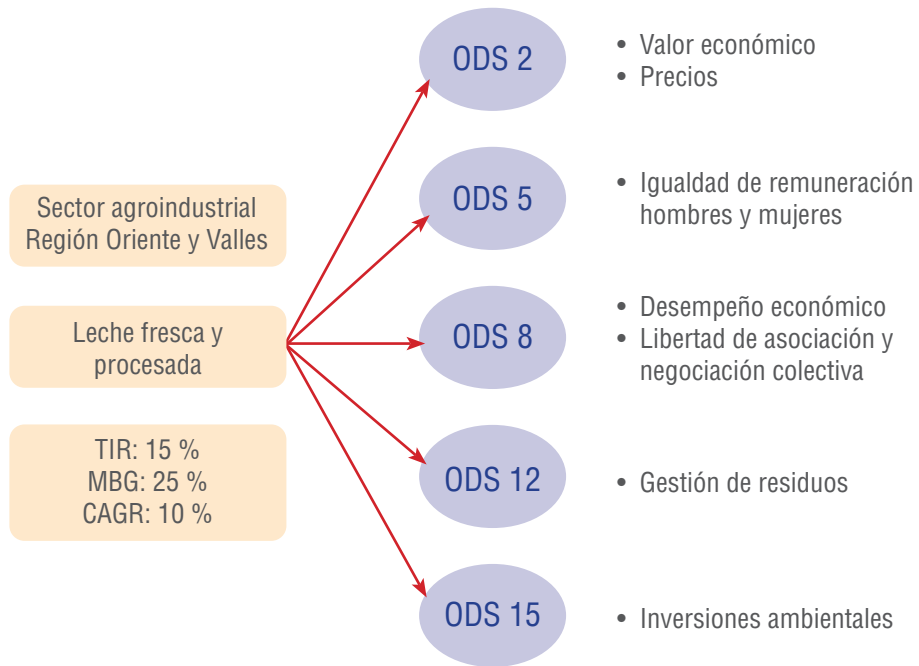 Sector agroindustrial
Región Oriente y Valles
Leche fresca y
procesada
TIR: 15 %
MBG: 25 %
CAGR: 10 %
ODS 2
• Valor económico
• Precios
ODS 5
• Igualdad de remuneración
hombres y mujeres
ODS 8
• Desempeño económico
• Libertad de asociación y
negociación colectiva
ODS 12
• Gestión de residuos
ODS 15
• Inversiones ambientales